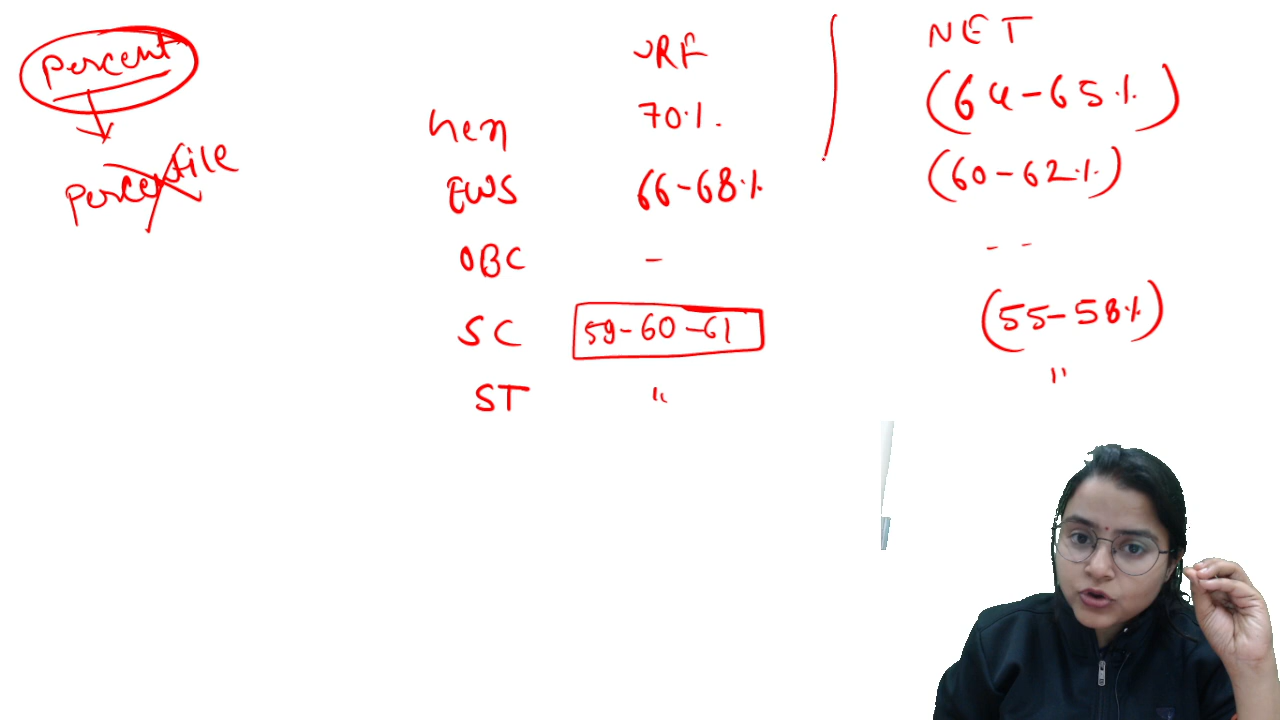 Percent
Percentile
JRF | NET
Gen 70%. (64-65%)
EWS 66-68% (60-62%)
OBC - - -
SC 59-60-61 (55-58%)
ST " "